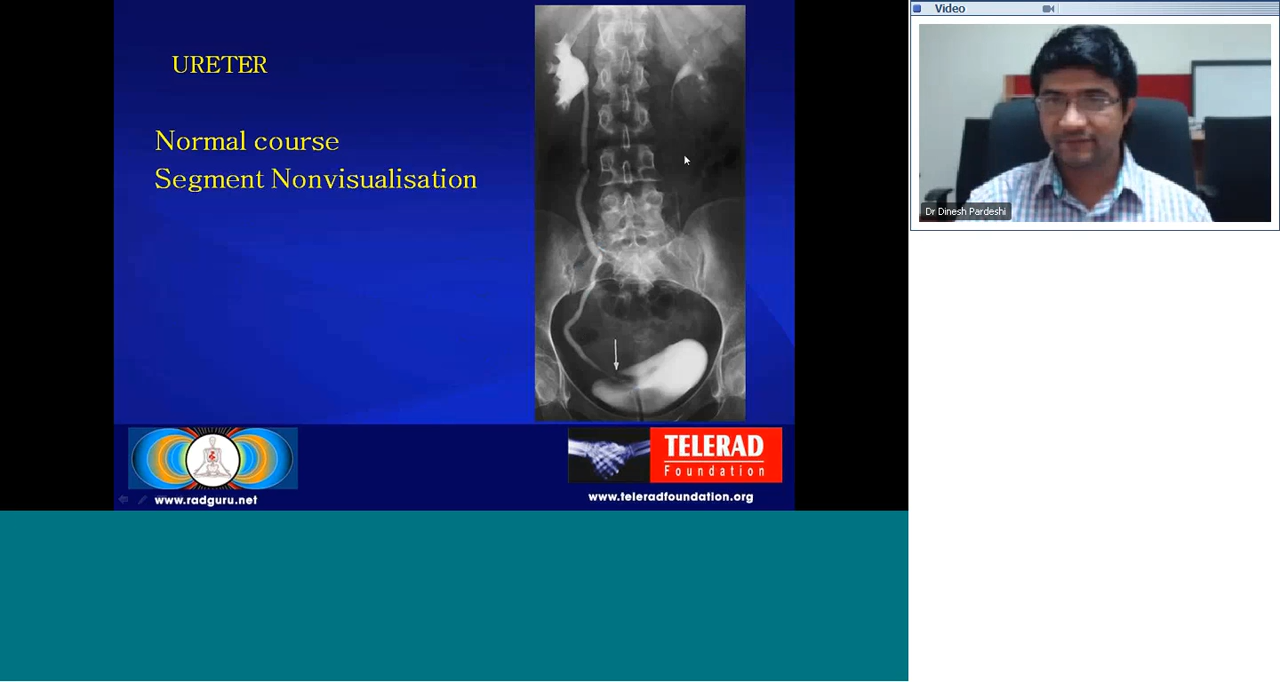 URETER
Normal course
Segment Nonvisualisation
www.radguru.net
TELERAD
Foundation
www.teleradfoundation.org
Video
Dr Dinesh Pardeshi